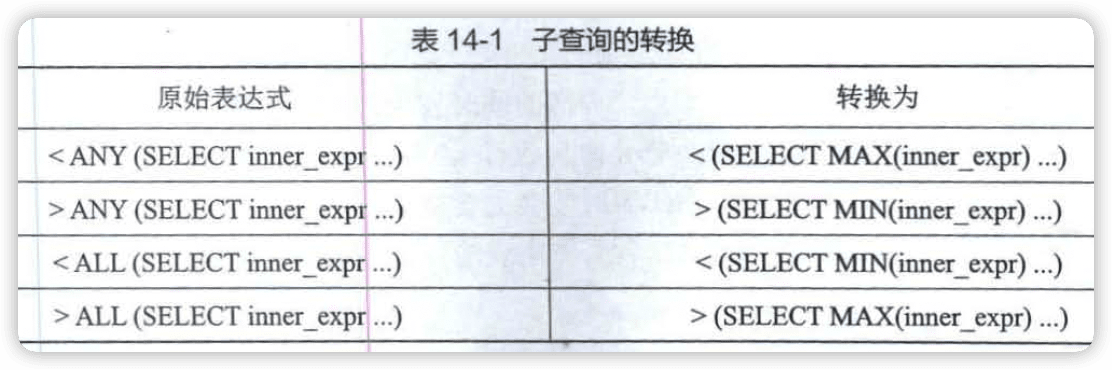 表 14-1 子查询的转换
原始表达式 转换为
< ANY (SELECT inner_expr ...) < (SELECT MAX(inner_expr) ...)
> ANY (SELECT inner_expr ...) > (SELECT MIN(inner_expr) ...)
< ALL (SELECT inner_expr ...) < (SELECT MIN(inner_expr) ...)
> ALL (SELECT inner_expr ...) > (SELECT MAX(inner_expr) ...)